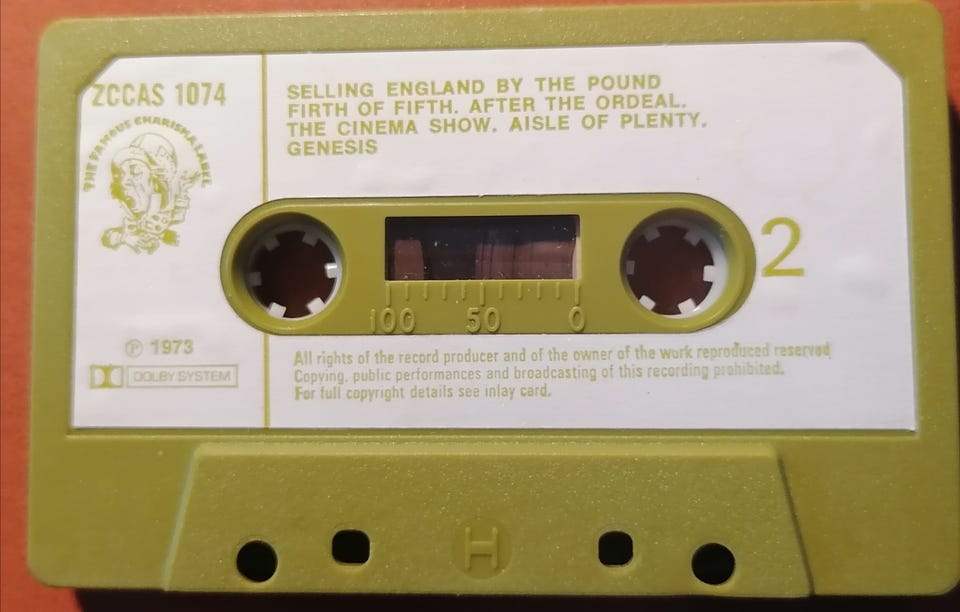 ZCCAS 1074
THE FAMOUS CHARISMA LABEL
SELLING ENGLAND BY THE POUND
FIRTH OF FIFTH. AFTER THE ORDEAL.
THE CINEMA SHOW. AISLE OF PLENTY.
GENESIS
2
100 50 0
℗ 1973
DOLBY SYSTEM
All rights of the record producer and of the owner of the work reproduced reserved
Copying, public performances and broadcasting of this recording prohibited.
For full copyright details see inlay card.
H